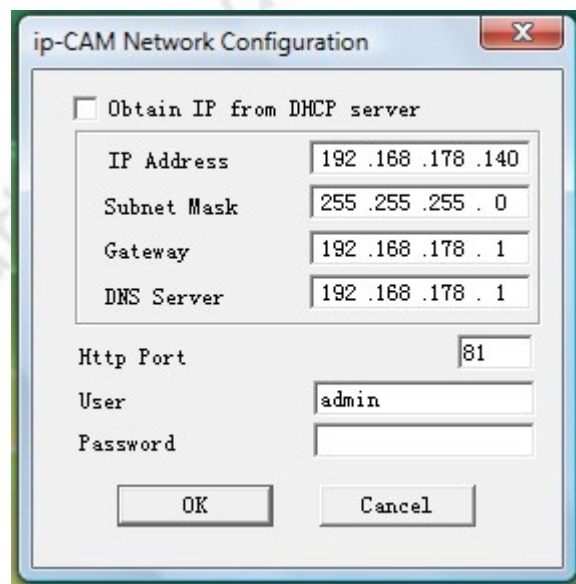 ip-CAM Network Configuration
Obtain IP from DHCP server
IP Address 192 .168 .178 .140
Subnet Mask 255 .255 .255 . 0
Gateway 192 .168 .178 . 1
DNS Server 192 .168 .178 . 1
Http Port 81
User admin
Password
OK Cancel